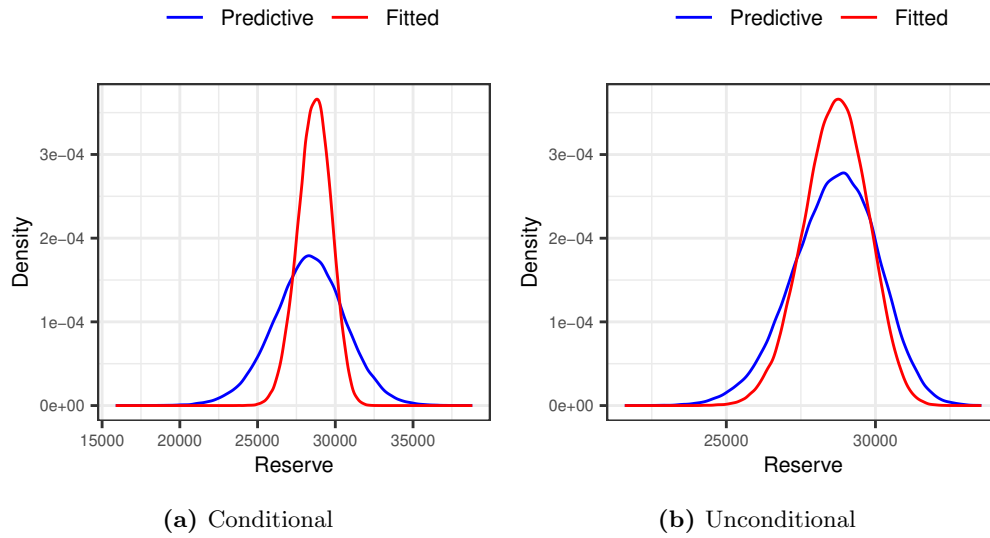 Predictive Fitted
Density
3e−04
2e−04
1e−04
0e+00
15000 20000 25000 30000 35000
Reserve
(a) Conditional
Predictive Fitted
Density
3e−04
2e−04
1e−04
0e+00
25000 30000
Reserve
(b) Unconditional